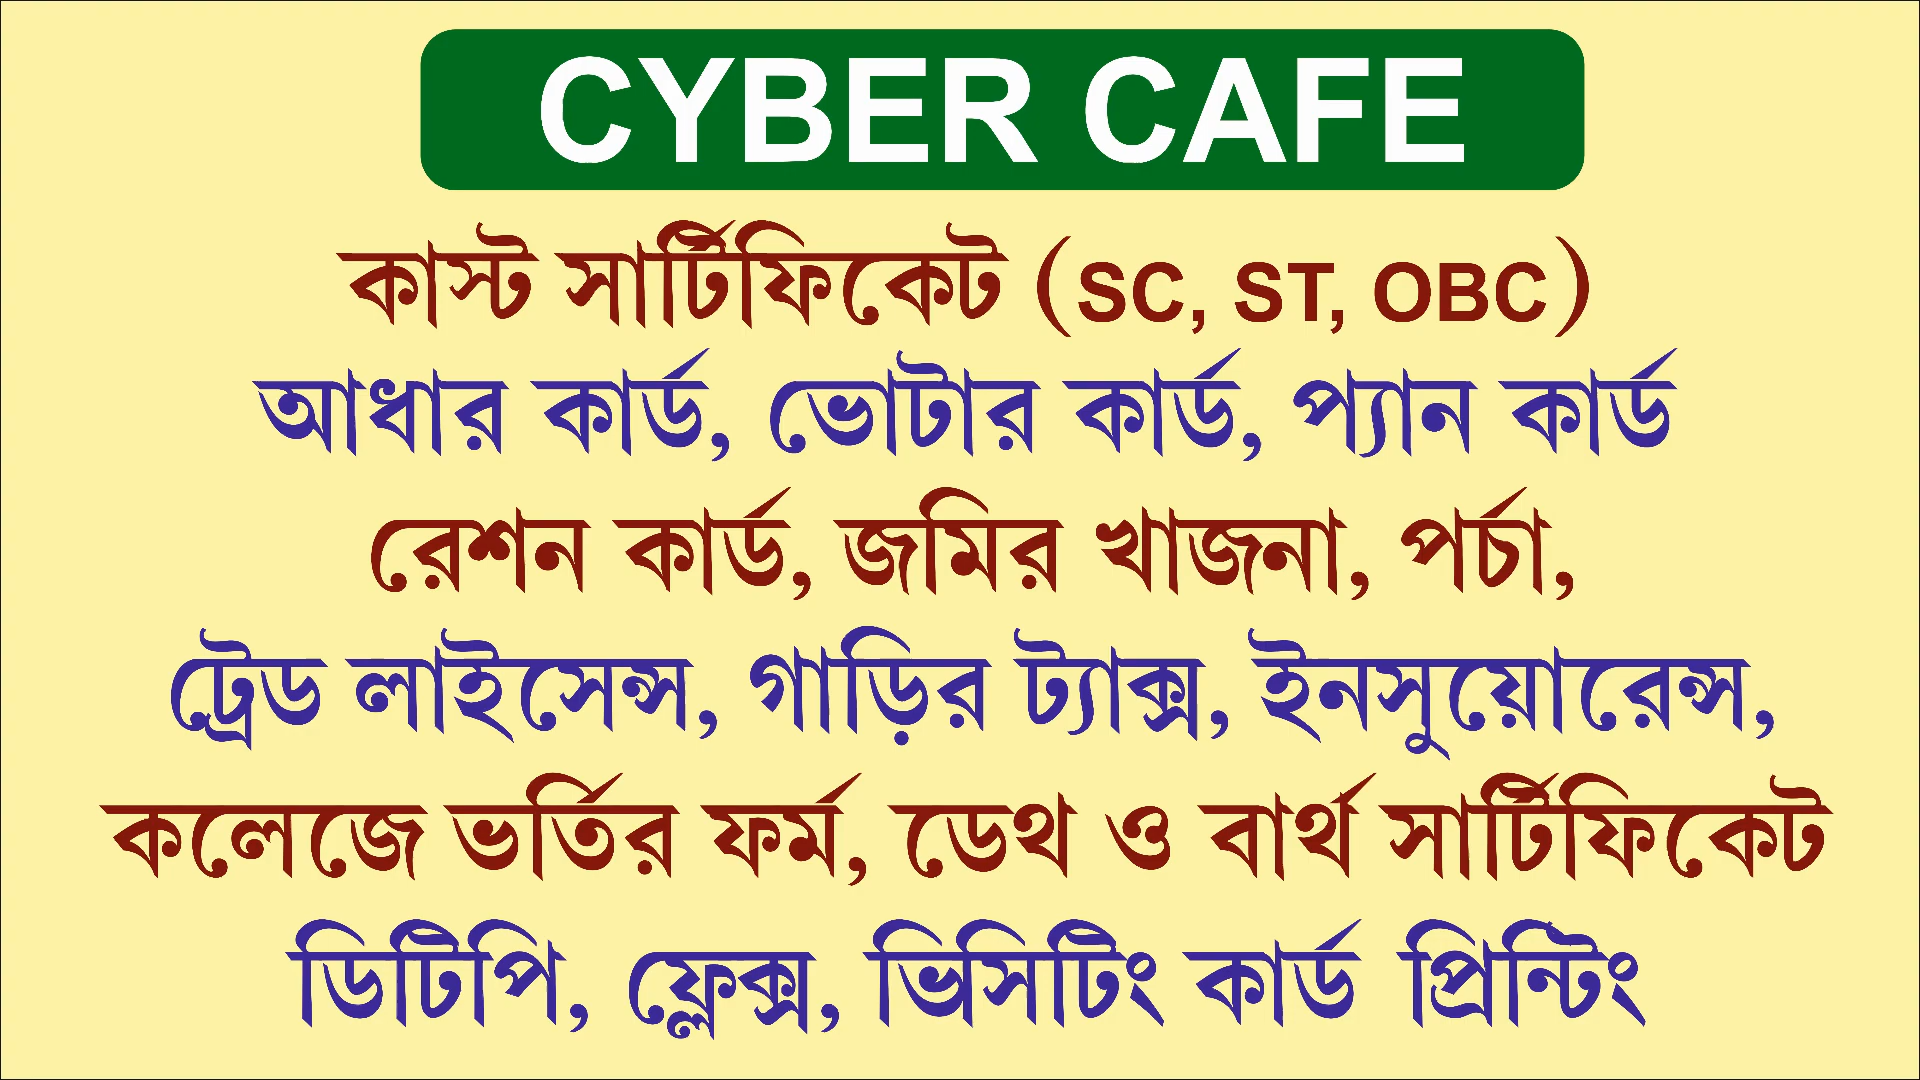 CYBER CAFE
কাস্ট সার্টিফিকেট (SC, ST, OBC)
আধার কার্ড, ভোটার কার্ড, প্যান কার্ড
রেশন কার্ড, জমির খাজনা, পর্চা,
ট্রেড লাইসেন্স, গাড়ির ট্যাক্স, ইনসুয়োরেন্স,
কলেজে ভর্তির ফর্ম, ডেথ ও বার্থ সার্টিফিকেট
ডিটিপি, ফ্লেক্স, ভিসিটিং কার্ড প্রিন্টিং